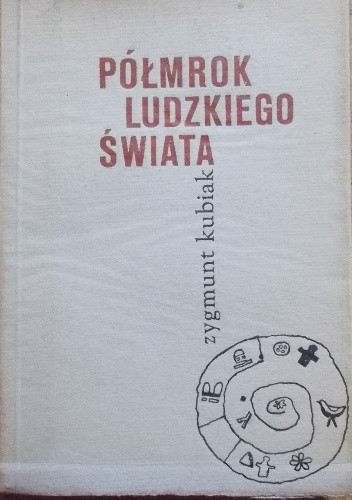 PÓŁMROK
LUDZKIEGO
ŚWIATA
zygmunt kubiak